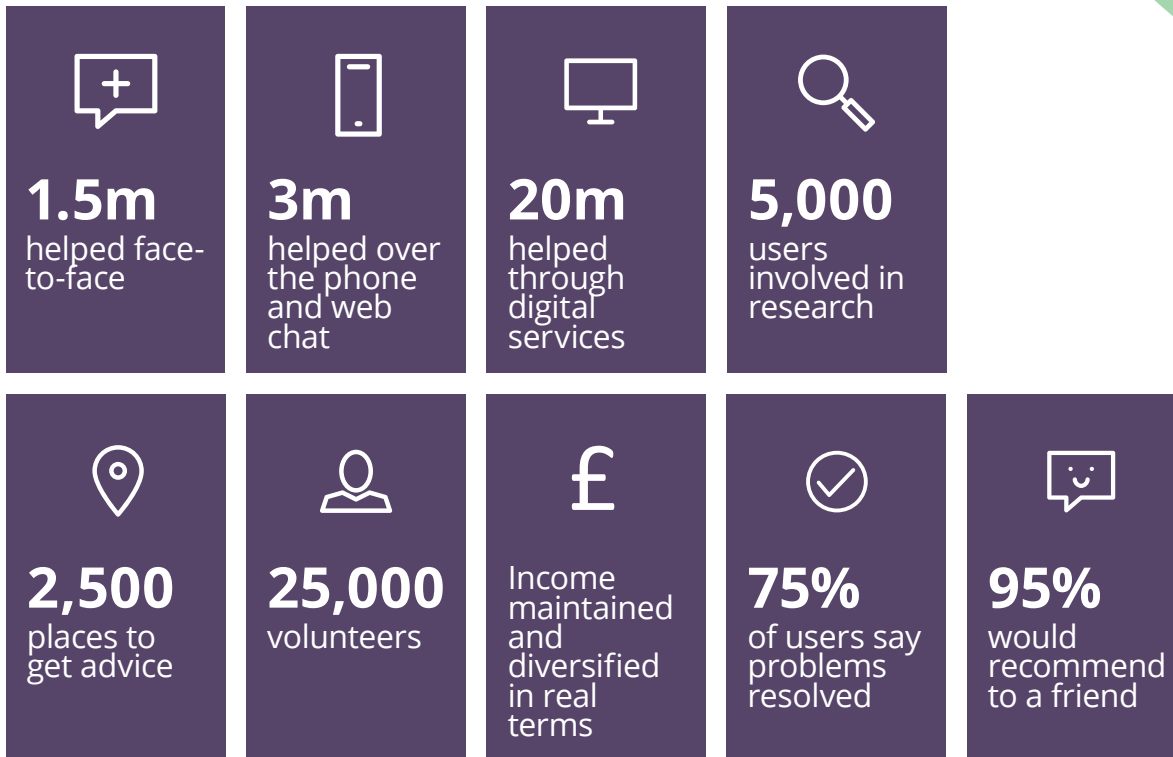 1.5m
helped face-
to-face
3m
helped over
the phone
and web
chat
20m
helped
through
digital
services
5,000
users
involved in
research
2,500
places to
get advice
25,000
volunteers
£
Income
maintained
and
diversified
in real
terms
75%
of users say
problems
resolved
95%
would
recommend
to a friend